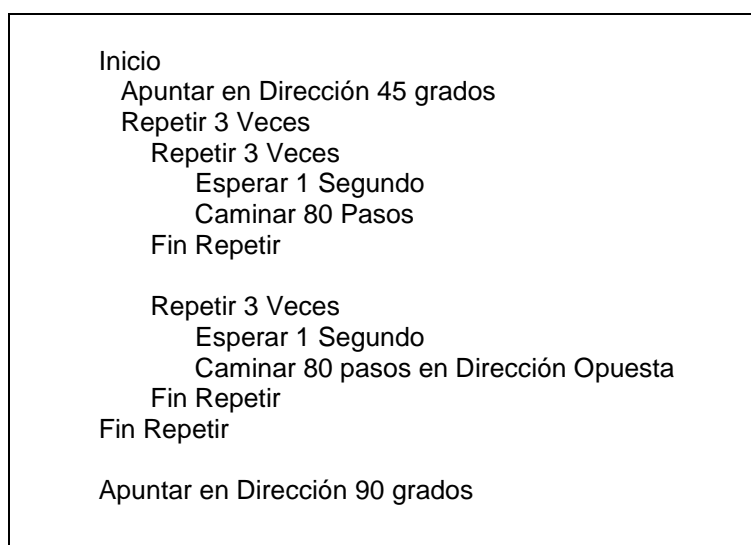 Inicio
Apuntar en Dirección 45 grados
Repetir 3 Veces
Repetir 3 Veces
Esperar 1 Segundo
Caminar 80 Pasos
Fin Repetir
Repetir 3 Veces
Esperar 1 Segundo
Caminar 80 pasos en Dirección Opuesta
Fin Repetir
Fin Repetir
Apuntar en Dirección 90 grados